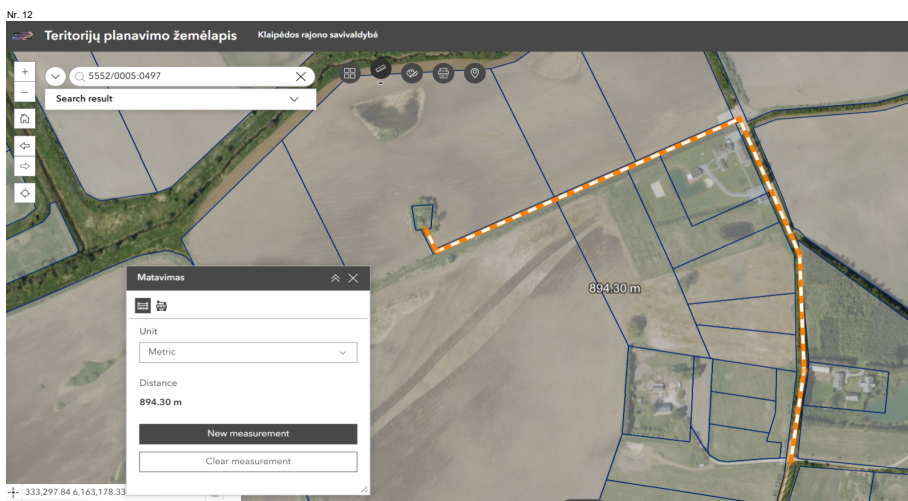 Nr. 12
Teritorijų planavimo žemėlapis Klaipėdos rajono savivaldybė
5552/0005:0497
Search result
894.30 m
Matavimas
Unit
Metric
Distance
894.30 m
New measurement
Clear measurement
333,297.84 6,163,178.33